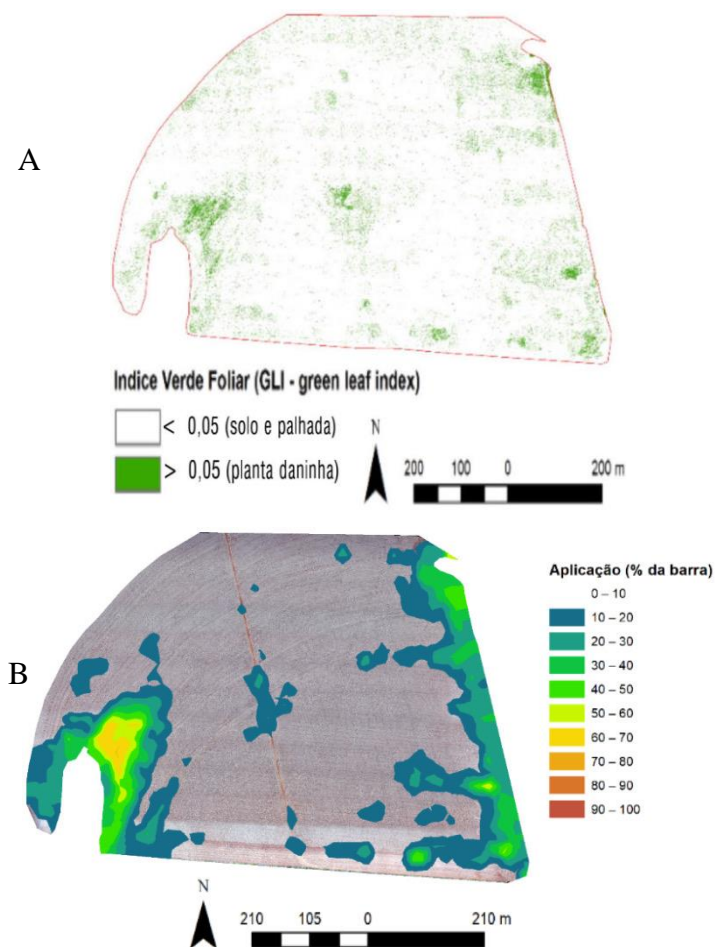 A
Indice Verde Foliar (GLI - green leaf index)
< 0,05 (solo e palhada)
> 0,05 (planta daninha)
N
200 100 0 200 m
B
Aplicação (% da barra)
0 – 10
10 – 20
20 – 30
30 – 40
40 – 50
50 – 60
60 – 70
70 – 80
80 – 90
90 – 100
N
210 105 0 210 m